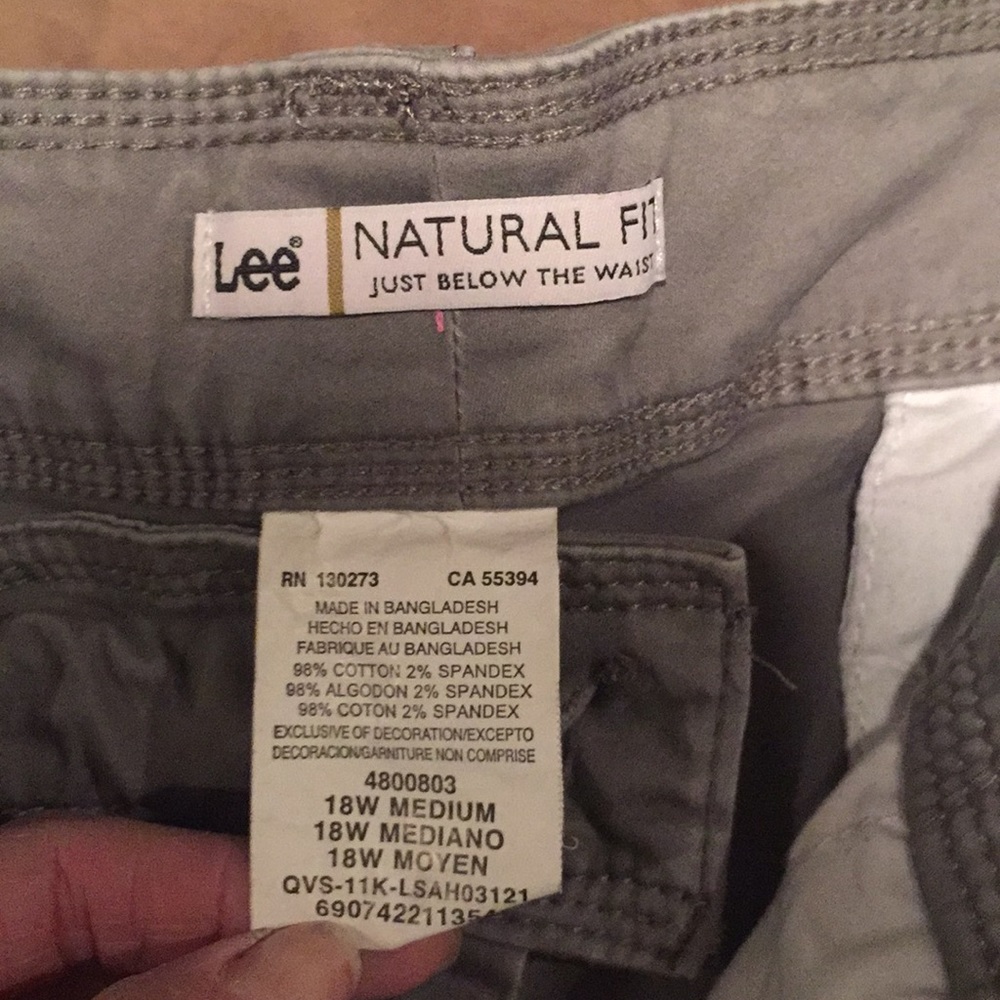 Lee®
NATURAL FIT
JUST BELOW THE WAIST
RN 130273 CA 55394
MADE IN BANGLADESH
HECHO EN BANGLADESH
FABRIQUE AU BANGLADESH
98% COTTON 2% SPANDEX
98% ALGODON 2% SPANDEX
98% COTON 2% SPANDEX
EXCLUSIVE OF DECORATION/EXCEPTO
DECORACION/GARNITURE NON COMPRISE
4800803
18W MEDIUM
18W MEDIANO
18W MOYEN
QVS-11K-LSAH03121